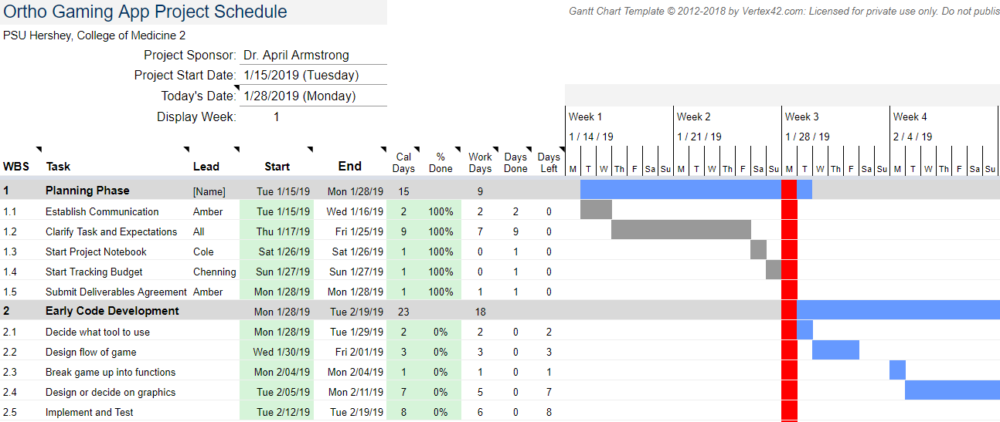 Ortho Gaming App Project Schedule
Gantt Chart Template © 2012-2018 by Vertex42.com: Licensed for private use only. Do not publis
PSU Hershey, College of Medicine 2
Project Sponsor: Dr. April Armstrong
Project Start Date: 1/15/2019 (Tuesday)
Today's Date: 1/28/2019 (Monday)
Display Week: 1
Week 1 Week 2 Week 3 Week 4
1 / 14 / 19 1 / 21 / 19 1 / 28 / 19 2 / 4 / 19
WBS Task Lead Start End Cal Days % Done Work Days Days Done Days Left M T W Th F Sa Su M T W Th F Sa Su M T W Th F Sa Su M T W Th F Sa Su
1 Planning Phase [Name] Tue 1/15/19 Mon 1/28/19 15 9
1.1 Establish Communication Amber Tue 1/15/19 Wed 1/16/19 2 100% 2 2 0
1.2 Clarify Task and Expectations All Thu 1/17/19 Fri 1/25/19 9 100% 7 9 0
1.3 Start Project Notebook Cole Sat 1/26/19 Sat 1/26/19 1 100% 0 1 0
1.4 Start Tracking Budget Chenning Sun 1/27/19 Sun 1/27/19 1 100% 0 1 0
1.5 Submit Deliverables Agreement Amber Mon 1/28/19 Mon 1/28/19 1 100% 1 1 0
2 Early Code Development Mon 1/28/19 Tue 2/19/19 23 18
2.1 Decide what tool to use Mon 1/28/19 Tue 1/29/19 2 0% 2 0 2
2.2 Design flow of game Wed 1/30/19 Fri 2/01/19 3 0% 3 0 3
2.3 Break game up into functions Mon 2/04/19 Mon 2/04/19 1 0% 1 0 1
2.4 Design or decide on graphics Tue 2/05/19 Mon 2/11/19 7 0% 5 0 7
2.5 Implement and Test Tue 2/12/19 Tue 2/19/19 8 0% 6 0 8